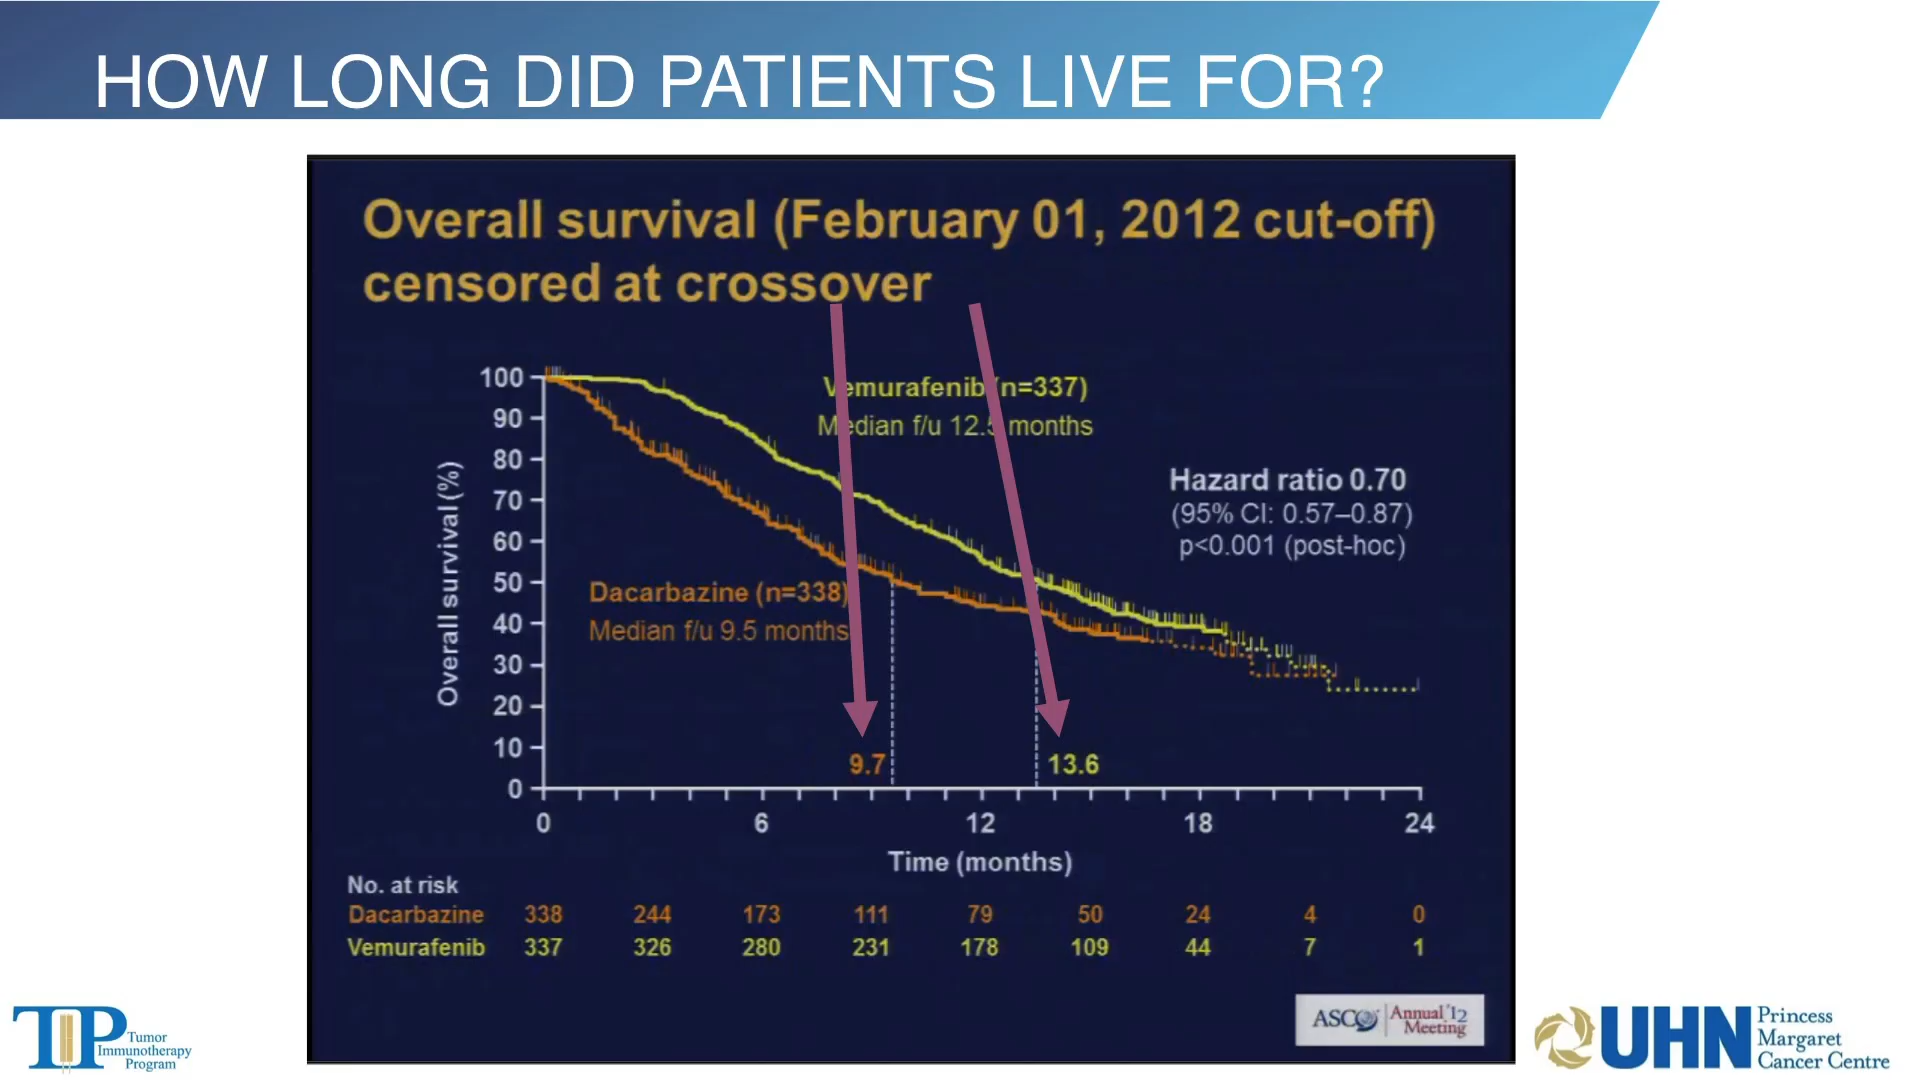 HOW LONG DID PATIENTS LIVE FOR?
Overall survival (February 01, 2012 cut-off)
censored at crossover
Vemurafenib (n=337)
Median f/u 12.5 months
Hazard ratio 0.70
(95% CI: 0.57–0.87)
p<0.001 (post-hoc)
Dacarbazine (n=338)
Median f/u 9.5 months
Overall survival (%)
100
90
80
70
60
50
40
30
20
10
0
9.7
13.6
0 6 12 18 24
Time (months)
No. at risk
Dacarbazine 338 244 173 111 79 50 24 4 0
Vemurafenib 337 326 280 231 178 109 44 7 1
ASCO Annual '12
Meeting
TIP Tumor
Immunotherapy
Program
UHN Princess
Margaret
Cancer Centre